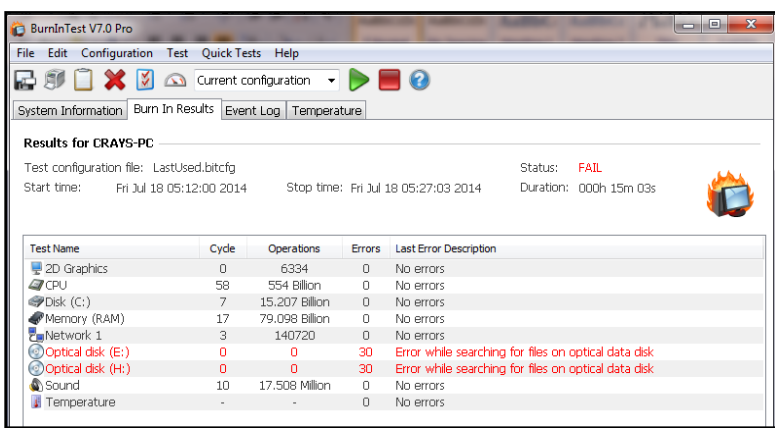 BurnInTest V7.0 Pro
File Edit Configuration Test Quick Tests Help
Current configuration
System Information Burn In Results Event Log Temperature
Results for CRAYS-PC
Test configuration file: LastUsed.bitcfg Status: FAIL
Start time: Fri Jul 18 05:12:00 2014 Stop time: Fri Jul 18 05:27:03 2014 Duration: 000h 15m 03s
Test Name Cycle Operations Errors Last Error Description
2D Graphics 0 6334 0 No errors
CPU 58 554 Billion 0 No errors
Disk (C:) 7 15.207 Billion 0 No errors
Memory (RAM) 17 79.098 Billion 0 No errors
Network 1 3 140720 0 No errors
Optical disk (E:) 0 0 30 Error while searching for files on optical data disk
Optical disk (H:) 0 0 30 Error while searching for files on optical data disk
Sound 10 17.508 Million 0 No errors
Temperature - - 0 No errors